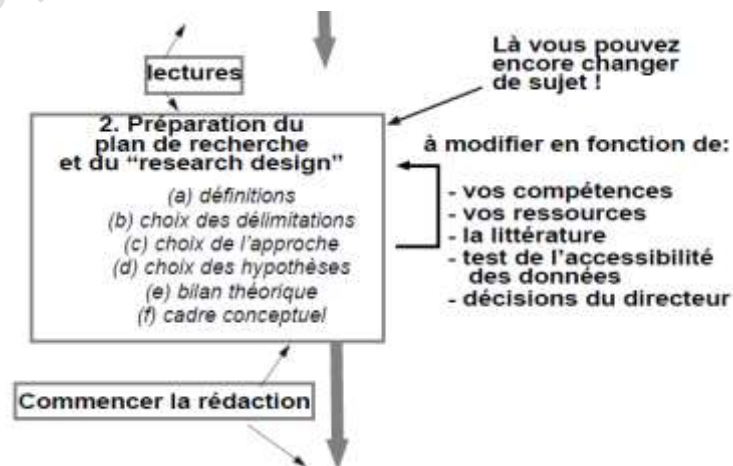 lectures
Là vous pouvez
encore changer
de sujet !
2. Préparation du
plan de recherche
et du “research design”
(a) définitions
(b) choix des délimitations
(c) choix de l'approche
(d) choix des hypothèses
(e) bilan théorique
(f) cadre conceptuel
à modifier en fonction de:
- vos compétences
- vos ressources
- la littérature
- test de l'accessibilité
des données
- décisions du directeur
Commencer la rédaction